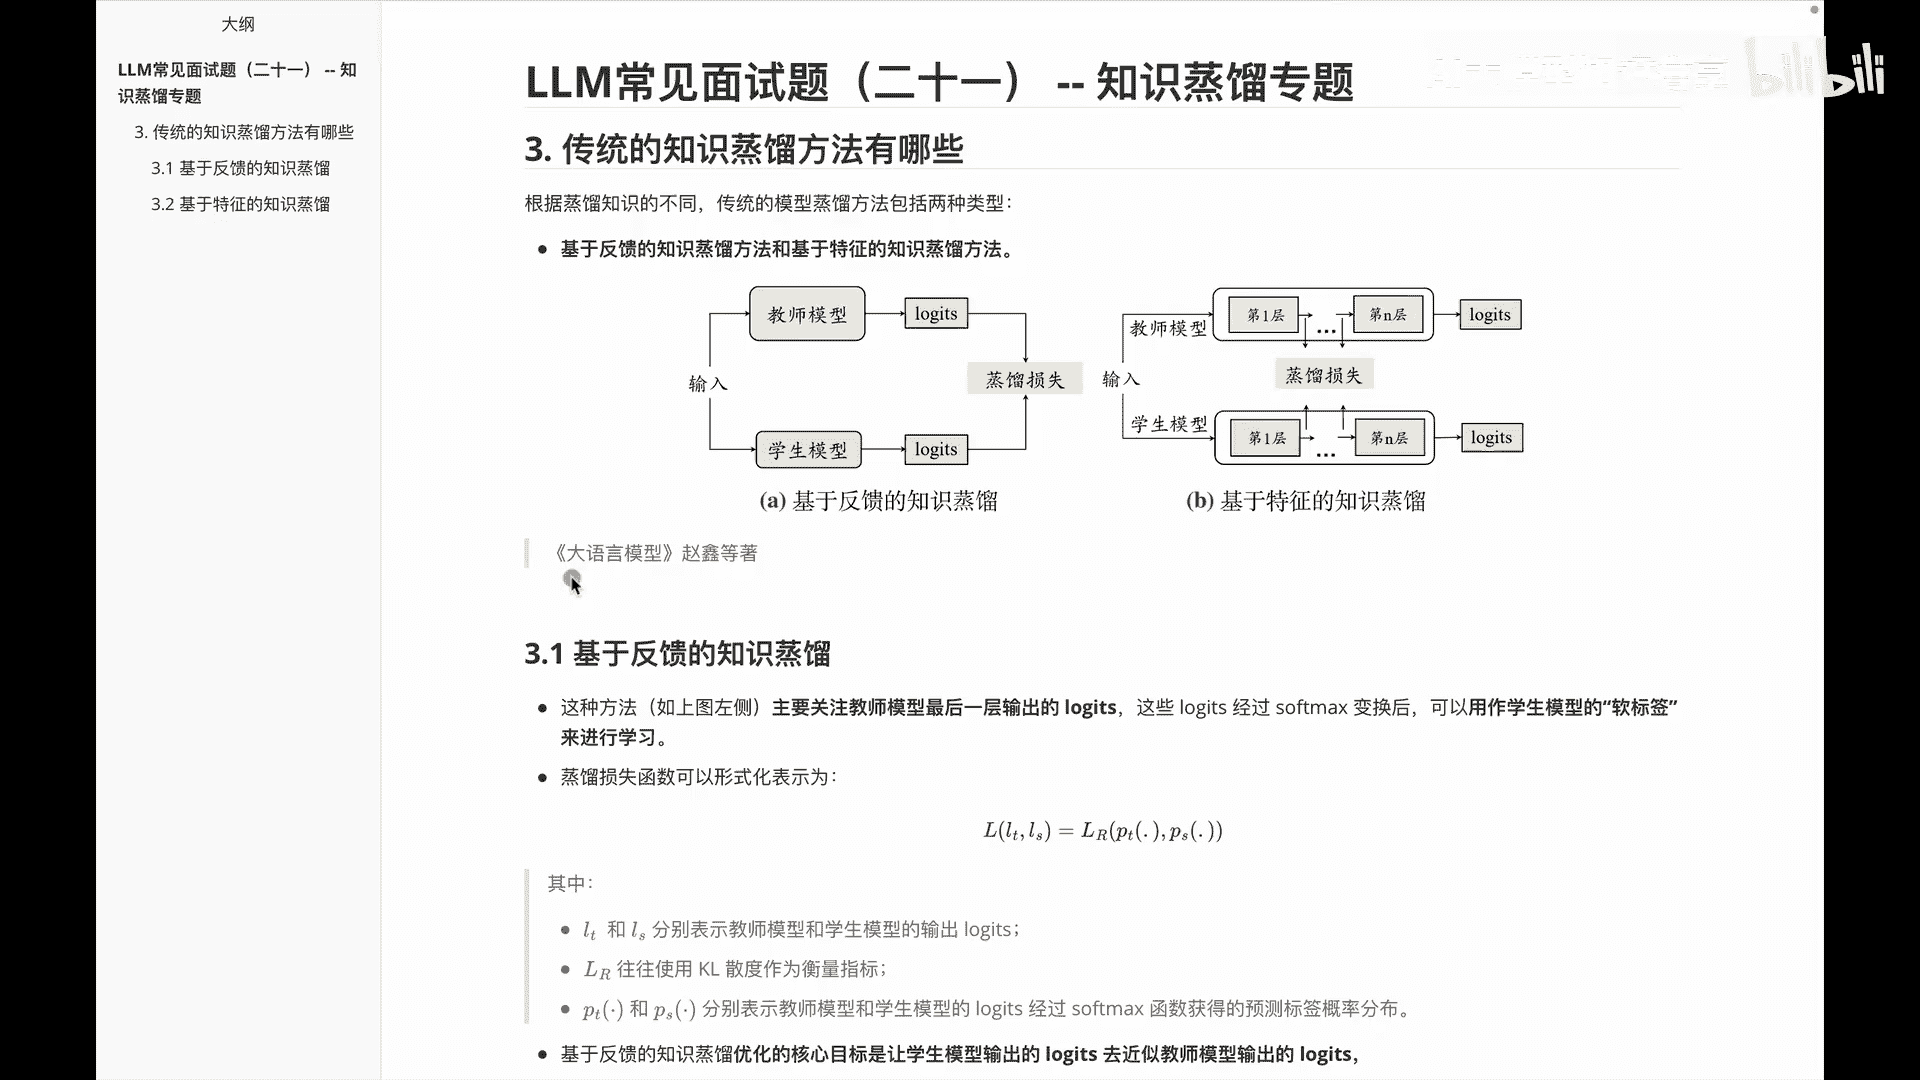 大纲
LLM常见面试题（二十一） -- 知
识蒸馏专题
3. 传统的知识蒸馏方法有哪些
3.1 基于反馈的知识蒸馏
3.2 基于特征的知识蒸馏
bilibili
LLM常见面试题（二十一） -- 知识蒸馏专题
3. 传统的知识蒸馏方法有哪些
根据蒸馏知识的不同，传统的模型蒸馏方法包括两种类型：
基于反馈的知识蒸馏方法和基于特征的知识蒸馏方法。
输入
教师模型
logits
蒸馏损失
学生模型
logits
(a) 基于反馈的知识蒸馏
输入
教师模型
第1层
...
第n层
logits
蒸馏损失
学生模型
第1层
...
第n层
logits
(b) 基于特征的知识蒸馏
《大语言模型》赵鑫等著
3.1 基于反馈的知识蒸馏
这种方法（如上图左侧）主要关注教师模型最后一层输出的 logits，这些 logits 经过 softmax 变换后，可以用作学生模型的“软标签”
来进行学习。
蒸馏损失函数可以形式化表示为：
L(l_t, l_s) = L_R(p_t(.), p_s(.))
其中：
l_t 和 l_s 分别表示教师模型和学生模型的输出 logits；
L_R 往往使用 KL 散度作为衡量指标；
p_t(·) 和 p_s(·) 分别表示教师模型和学生模型的 logits 经过 softmax 函数获得的预测标签概率分布。
基于反馈的知识蒸馏优化的核心目标是让学生模型输出的 logits 去近似教师模型输出的 logits，